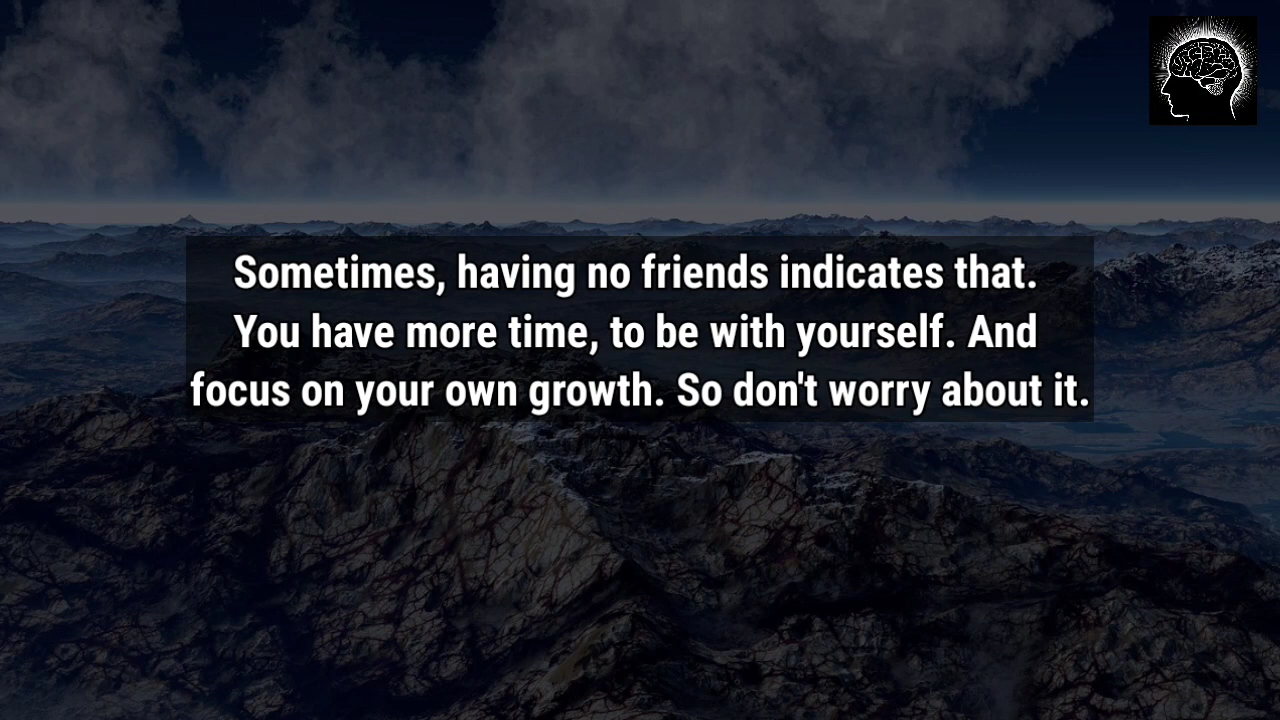 Sometimes, having no friends indicates that.
You have more time, to be with yourself. And
focus on your own growth. So don't worry about it.